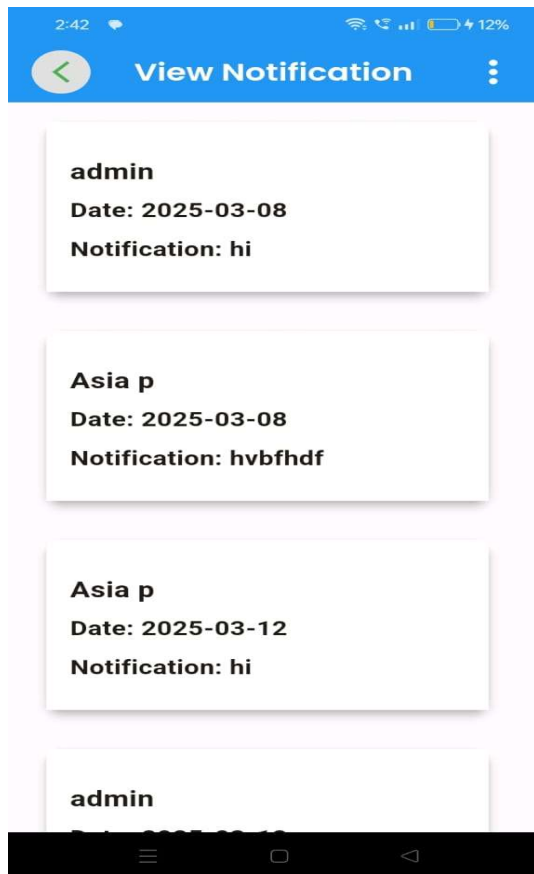 2:42
12%
View Notification
admin
Date: 2025-03-08
Notification: hi
Asia p
Date: 2025-03-08
Notification: hvbfhdf
Asia p
Date: 2025-03-12
Notification: hi
admin